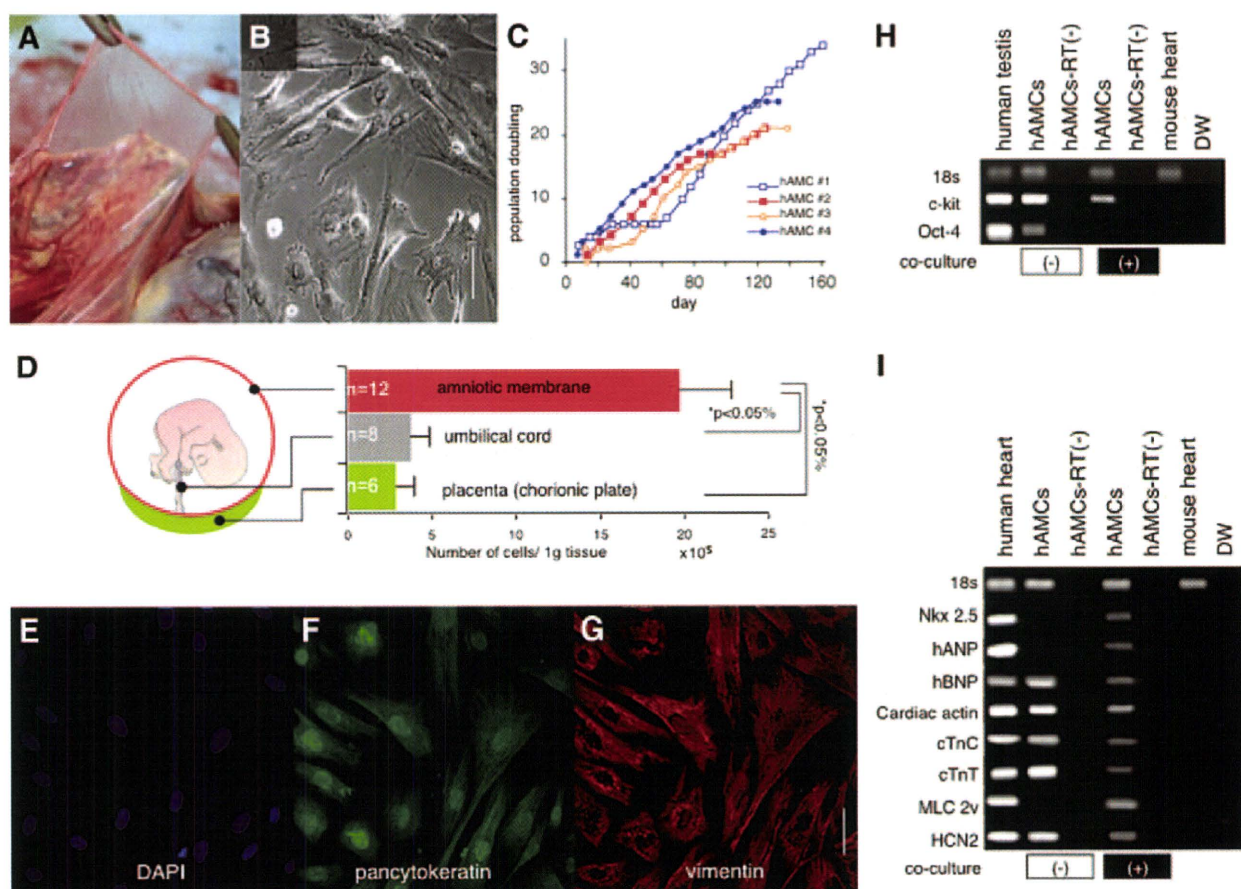 A
B
C
population doubling
30
20
10
0
0 40 80 120 160
day
hAMC #1
hAMC #2
hAMC #3
hAMC #4
H
human testis
hAMCs
hAMCs-RT(-)
hAMCs
hAMCs-RT(-)
mouse heart
DW
18s
c-kit
Oct-4
co-culture (-) (+)
D
n=12 amniotic membrane
n=8 umbilical cord
n=6 placenta (chorionic plate)
*p<0.05%
*p<0.05%
0 5 10 15 20 25
Number of cells/ 1g tissue ×10⁵
E
DAPI
F
pancytokeratin
G
vimentin
I
human heart
hAMCs
hAMCs-RT(-)
hAMCs
hAMCs-RT(-)
mouse heart
DW
18s
Nkx 2.5
hANP
hBNP
Cardiac actin
cTnC
cTnT
MLC 2v
HCN2
co-culture (-) (+)